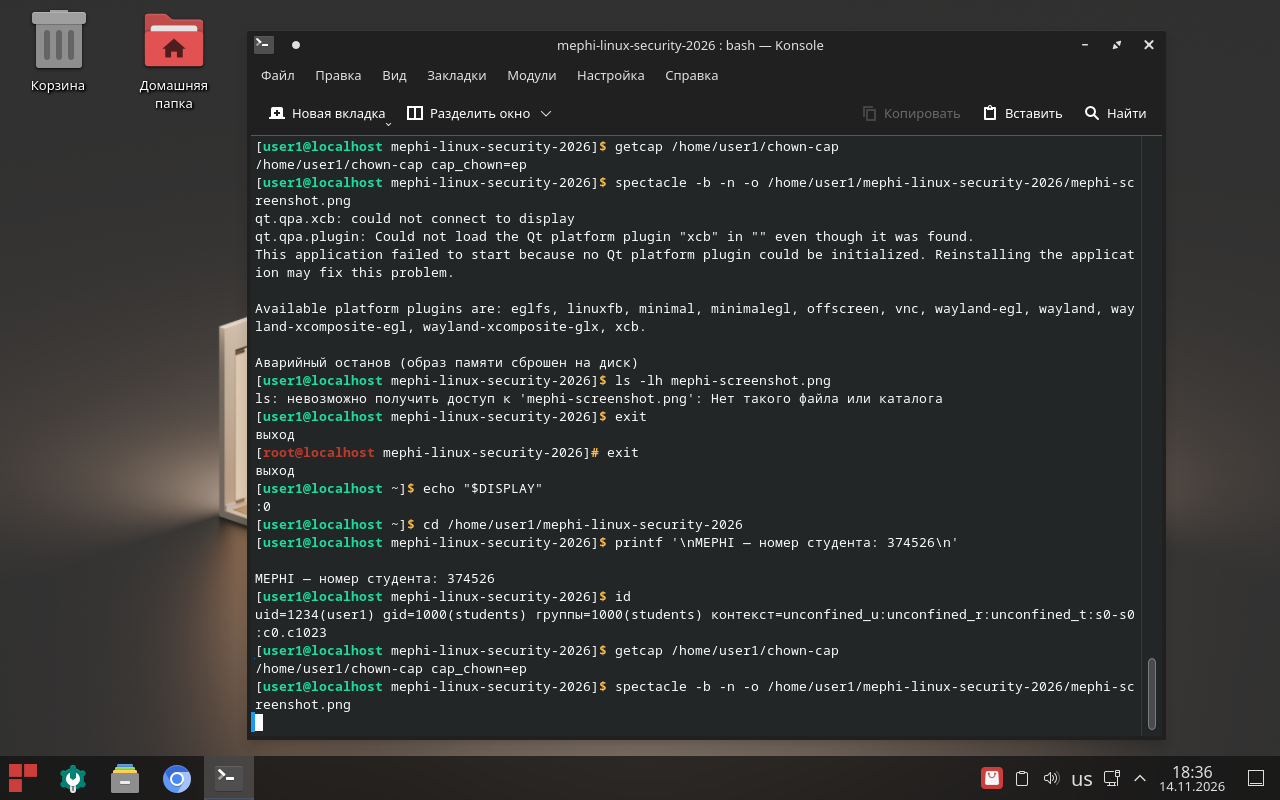 Корзина
Домашняя
папка
mephi-linux-security-2026 : bash — Konsole
Файл Правка Вид Закладки Модули Настройка Справка
Новая вкладка Разделить окно Копировать Вставить Найти
[user1@localhost mephi-linux-security-2026]$ getcap /home/user1/chown-cap
/home/user1/chown-cap cap_chown=ep
[user1@localhost mephi-linux-security-2026]$ spectacle -b -n -o /home/user1/mephi-linux-security-2026/mephi-sc
reenshot.png
qt.qpa.xcb: could not connect to display
qt.qpa.plugin: Could not load the Qt platform plugin "xcb" in "" even though it was found.
This application failed to start because no Qt platform plugin could be initialized. Reinstalling the applicat
ion may fix this problem.
Available platform plugins are: eglfs, linuxfb, minimal, minimalegl, offscreen, vnc, wayland-egl, wayland, way
land-xcomposite-egl, wayland-xcomposite-glx, xcb.
Аварийный останов (образ памяти сброшен на диск)
[user1@localhost mephi-linux-security-2026]$ ls -lh mephi-screenshot.png
ls: невозможно получить доступ к 'mephi-screenshot.png': Нет такого файла или каталога
[user1@localhost mephi-linux-security-2026]$ exit
выход
[root@localhost mephi-linux-security-2026]# exit
выход
[user1@localhost ~]$ echo "$DISPLAY"
:0
[user1@localhost ~]$ cd /home/user1/mephi-linux-security-2026
[user1@localhost mephi-linux-security-2026]$ printf '\nMEPHI — номер студента: 374526\n'
MEPHI — номер студента: 374526
[user1@localhost mephi-linux-security-2026]$ id
uid=1234(user1) gid=1000(students) группы=1000(students) контекст=unconfined_u:unconfined_r:unconfined_t:s0-s0
:c0.c1023
[user1@localhost mephi-linux-security-2026]$ getcap /home/user1/chown-cap
/home/user1/chown-cap cap_chown=ep
[user1@localhost mephi-linux-security-2026]$ spectacle -b -n -o /home/user1/mephi-linux-security-2026/mephi-sc
reenshot.png
us
18:36
14.11.2026